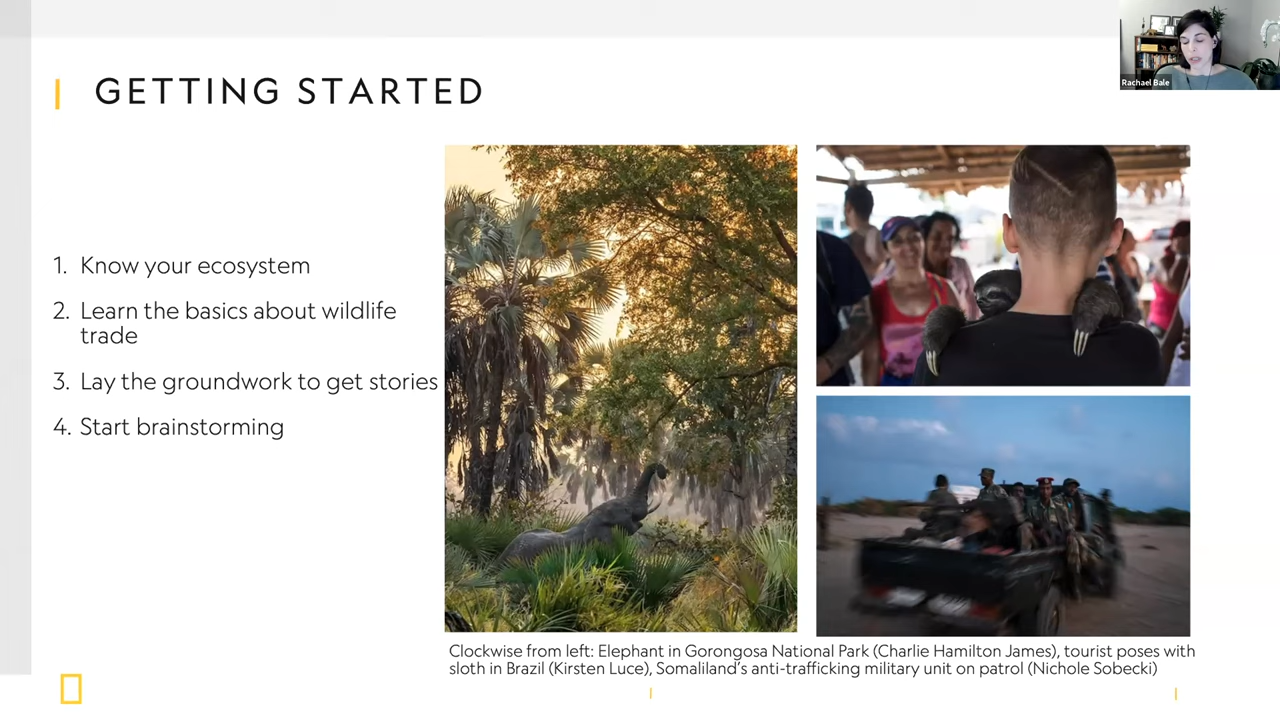 Rachael Bale
GETTING STARTED
1. Know your ecosystem
2. Learn the basics about wildlife
trade
3. Lay the groundwork to get stories
4. Start brainstorming
Clockwise from left: Elephant in Gorongosa National Park (Charlie Hamilton James), tourist poses with
sloth in Brazil (Kirsten Luce), Somaliland's anti-trafficking military unit on patrol (Nichole Sobecki)